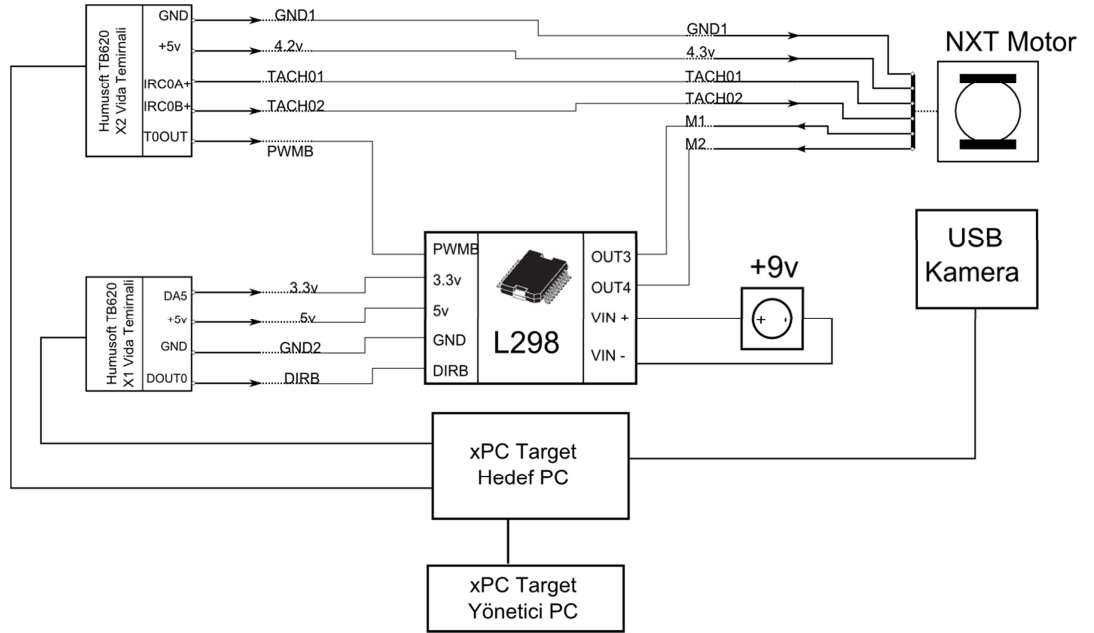 Humusoft TB620
X2 Vida Temirnali
GND
+5v
IRC0A+
IRC0B+
T0OUT
GND1
4.2v
TACH01
TACH02
PWMB
GND1
4.3v
TACH01
TACH02
M1
M2
NXT Motor
Humusoft TB620
X1 Vida Temirnali
DA5
+5v
GND
DOUT0
3.3v
5v
GND2
DIRB
PWMB
3.3v
5v
GND
DIRB
L298
OUT3
OUT4
VIN +
VIN -
+9v
+ -
USB
Kamera
xPC Target
Hedef PC
xPC Target
Yönetici PC